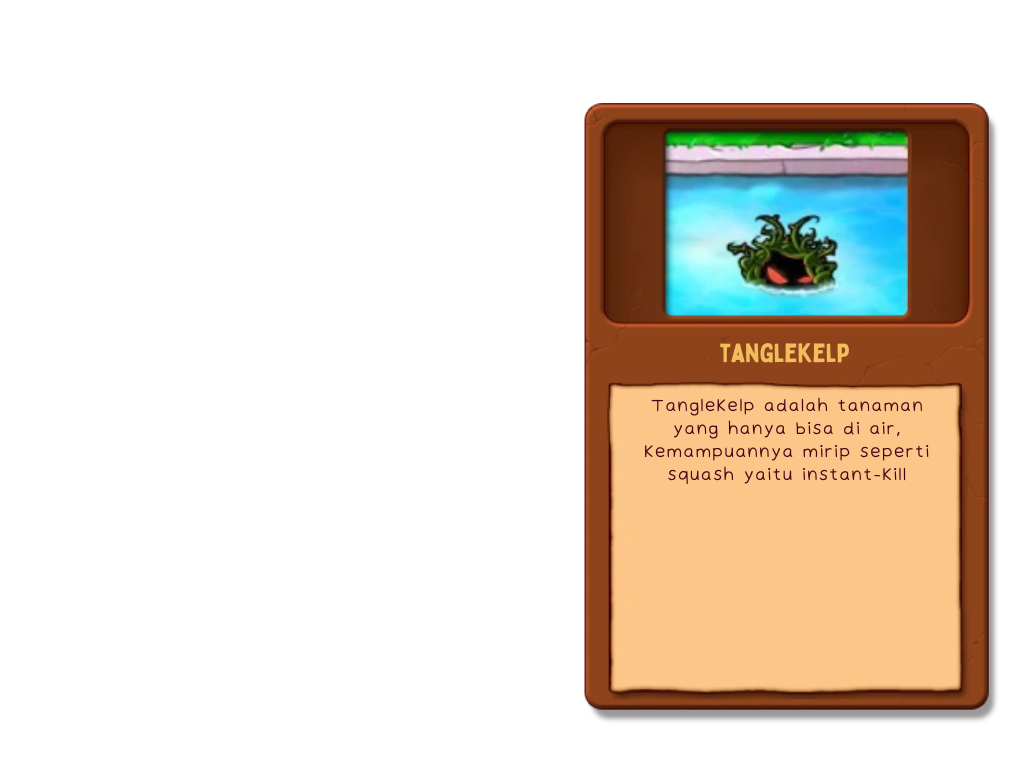 TANGLEKELP
TangleKelp adalah tanaman
yang hanya bisa di air,
Kemampuannya mirip seperti
squash yaitu instant-Kill